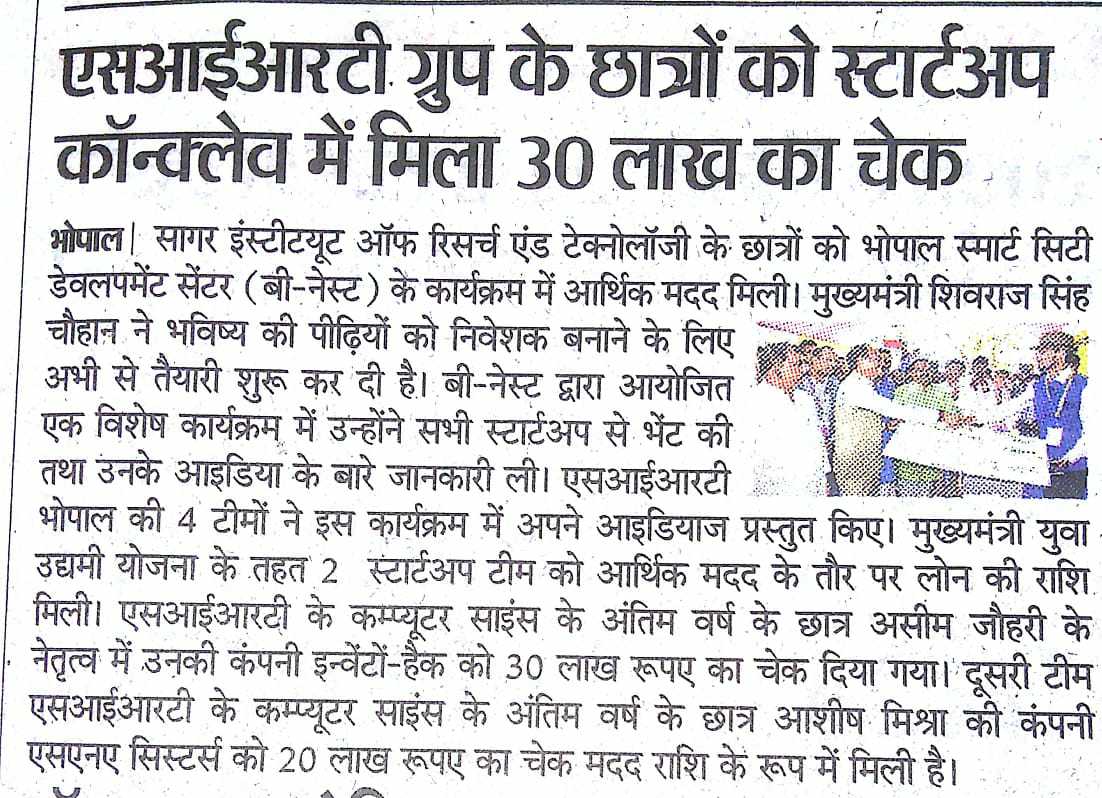 एसआईआरटी ग्रुप के छात्रों को स्टार्टअप
कॉन्क्लेव में मिला 30 लाख का चेक
भोपाल| सागर इंस्टीटयूट ऑफ रिसर्च एंड टेक्नोलॉजी के छात्रों को भोपाल स्मार्ट सिटी
डेवलपमेंट सेंटर (बी-नेस्ट) के कार्यक्रम में आर्थिक मदद मिली। मुख्यमंत्री शिवराज सिंह
चौहान ने भविष्य की पीढ़ियों को निवेशक बनाने के लिए
अभी से तैयारी शुरू कर दी है। बी-नेस्ट द्वारा आयोजित
एक विशेष कार्यक्रम में उन्होंने सभी स्टार्टअप से भेंट की
तथा उनके आइडिया के बारे जानकारी ली। एसआईआरटी
भोपाल की 4 टीमों ने इस कार्यक्रम में अपने आइडियाज प्रस्तुत किए। मुख्यमंत्री युवा
उद्यमी योजना के तहत 2 स्टार्टअप टीम को आर्थिक मदद के तौर पर लोन की राशि
मिली। एसआईआरटी के कम्प्यूटर साइंस के अंतिम वर्ष के छात्र असीम जौहरी के
नेतृत्व में उनकी कंपनी इन्वेंटों-हैक को 30 लाख रूपए का चेक दिया गया। दूसरी टीम
एसआईआरटी के कम्प्यूटर साइंस के अंतिम वर्ष के छात्र आशीष मिश्रा की कंपनी
एसएनए सिस्टर्स को 20 लाख रूपए का चेक मदद राशि के रूप में मिली है।